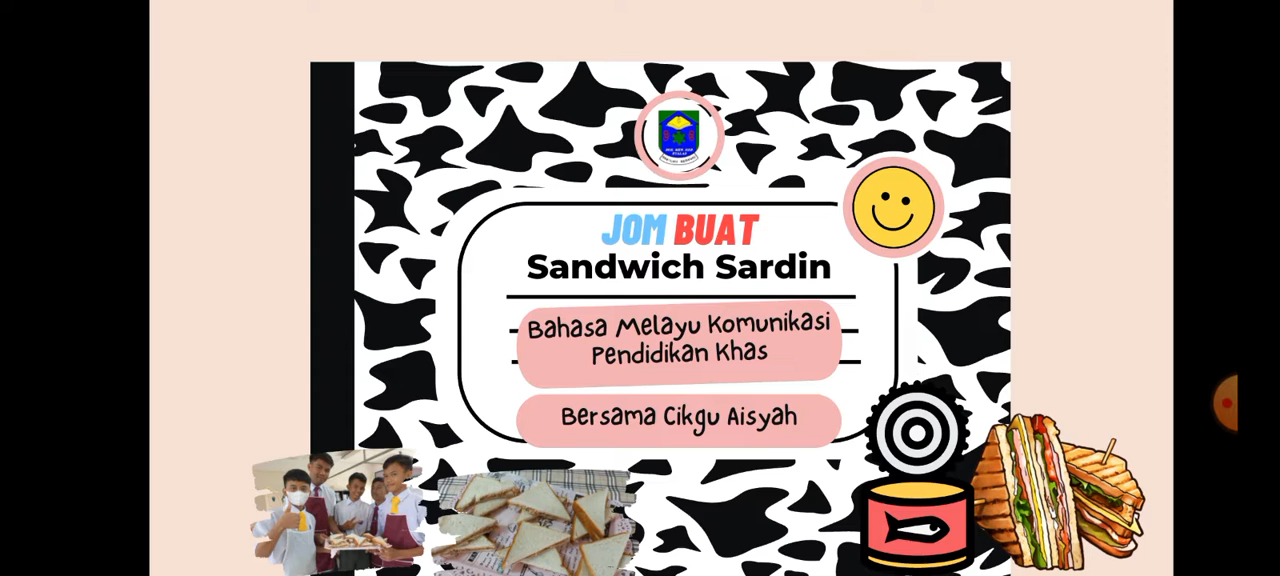 JOM BUAT
Sandwich Sardin
Bahasa Melayu Komunikasi
Pendidikan Khas
Bersama Cikgu Aisyah